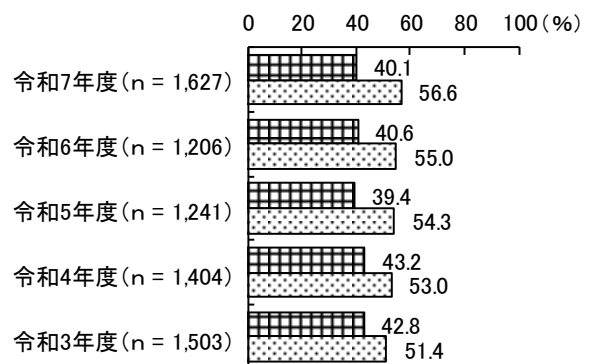 0 20 40 60 80 100(%)
令和7年度(n = 1,627) 40.1
56.6
令和6年度(n = 1,206) 40.6
55.0
令和5年度(n = 1,241) 39.4
54.3
令和4年度(n = 1,404) 43.2
53.0
令和3年度(n = 1,503) 42.8
51.4